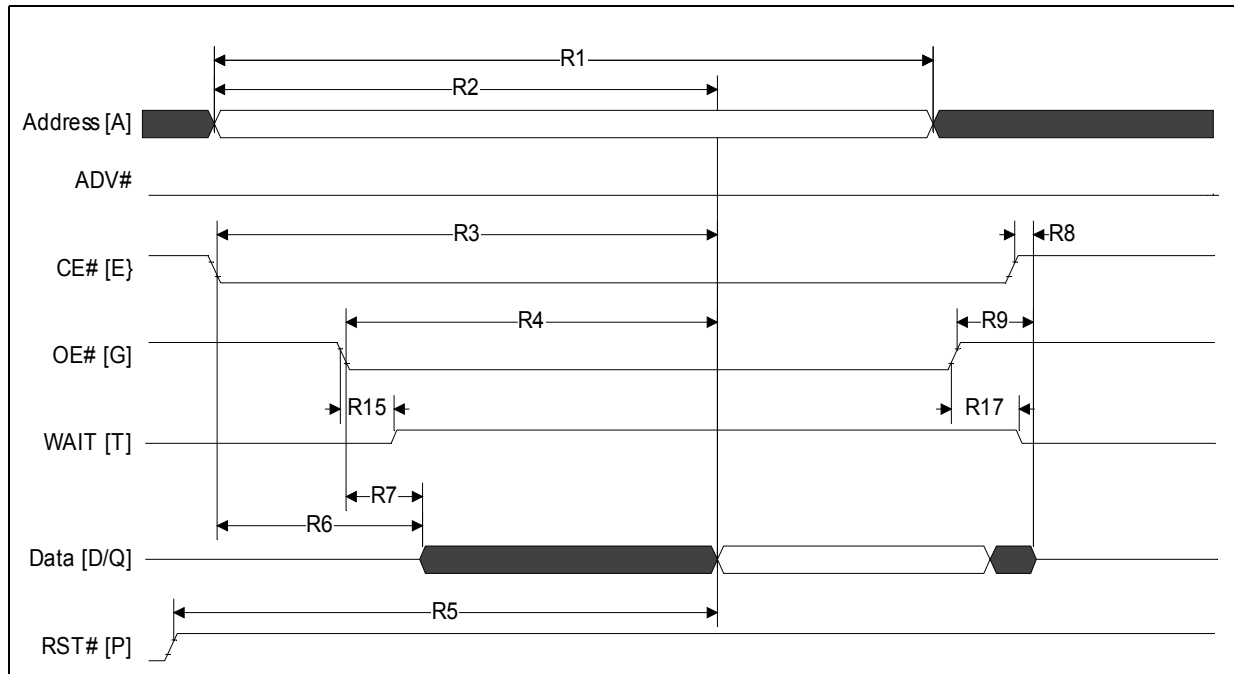 R1
R2
Address [A]
ADV#
R3
R8
CE# [E}
R4
R9
OE# [G]
R15
R17
WAIT [T]
R7
R6
Data [D/Q]
R5
RST# [P]